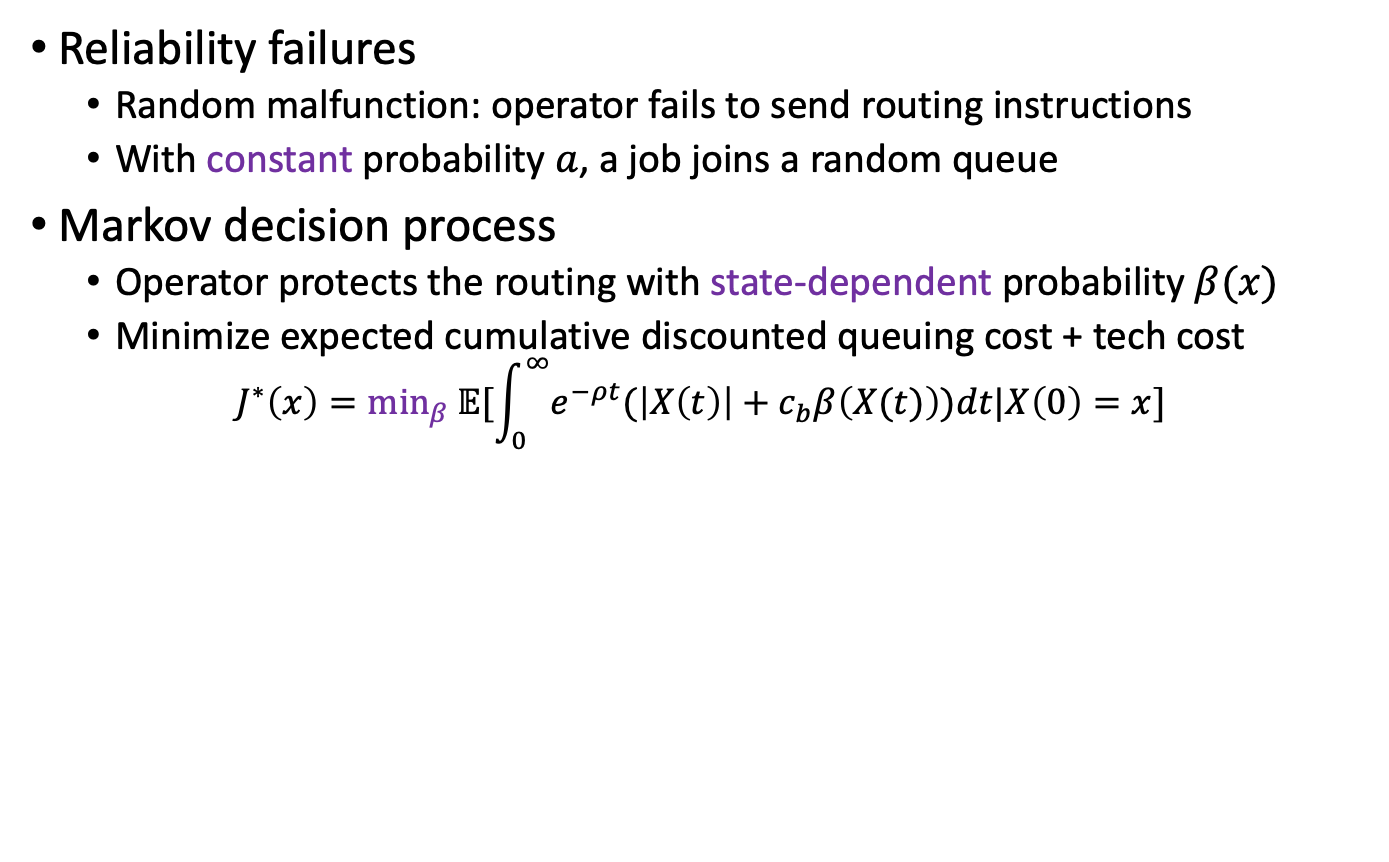 • Reliability failures
• Random malfunction: operator fails to send routing instructions
• With constant probability 𝑎, a job joins a random queue
• Markov decision process
• Operator protects the routing with state-dependent probability 𝛽(𝑥)
• Minimize expected cumulative discounted queuing cost + tech cost
𝐽*(𝑥) = min_𝛽 𝔼[∫_0^∞ 𝑒^{−𝜌𝑡}(|𝑋(𝑡)| + 𝑐_𝑏𝛽(𝑋(𝑡)))𝑑𝑡|𝑋(0) = 𝑥]